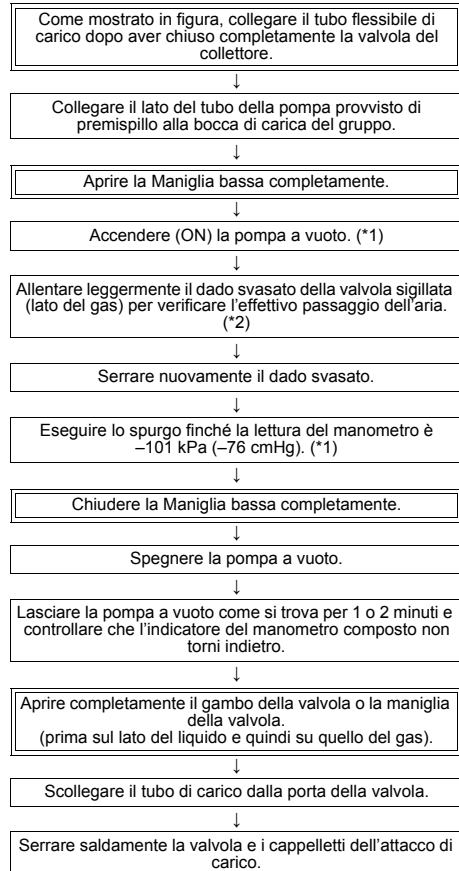 Come mostrato in figura, collegare il tubo flessibile di
carico dopo aver chiuso completamente la valvola del
collettore.
↓
Collegare il lato del tubo della pompa provvisto di
premispillo alla bocca di carica del gruppo.
↓
Aprire la Maniglia bassa completamente.
↓
Accendere (ON) la pompa a vuoto. (*1)
↓
Allentare leggermente il dado svasato della valvola sigillata
(lato del gas) per verificare l'effettivo passaggio dell'aria.
(*2)
↓
Serrare nuovamente il dado svasato.
↓
Eseguire lo spurgo finché la lettura del manometro è
–101 kPa (–76 cmHg). (*1)
↓
Chiudere la Maniglia bassa completamente.
↓
Spegnere la pompa a vuoto.
↓
Lasciare la pompa a vuoto come si trova per 1 o 2 minuti e
controllare che l'indicatore del manometro composto non
torni indietro.
↓
Aprire completamente il gambo della valvola o la maniglia
della valvola.
(prima sul lato del liquido e quindi su quello del gas).
↓
Scollegare il tubo di carico dalla porta della valvola.
↓
Serrare saldamente la valvola e i cappelletti dell'attacco di
carico.